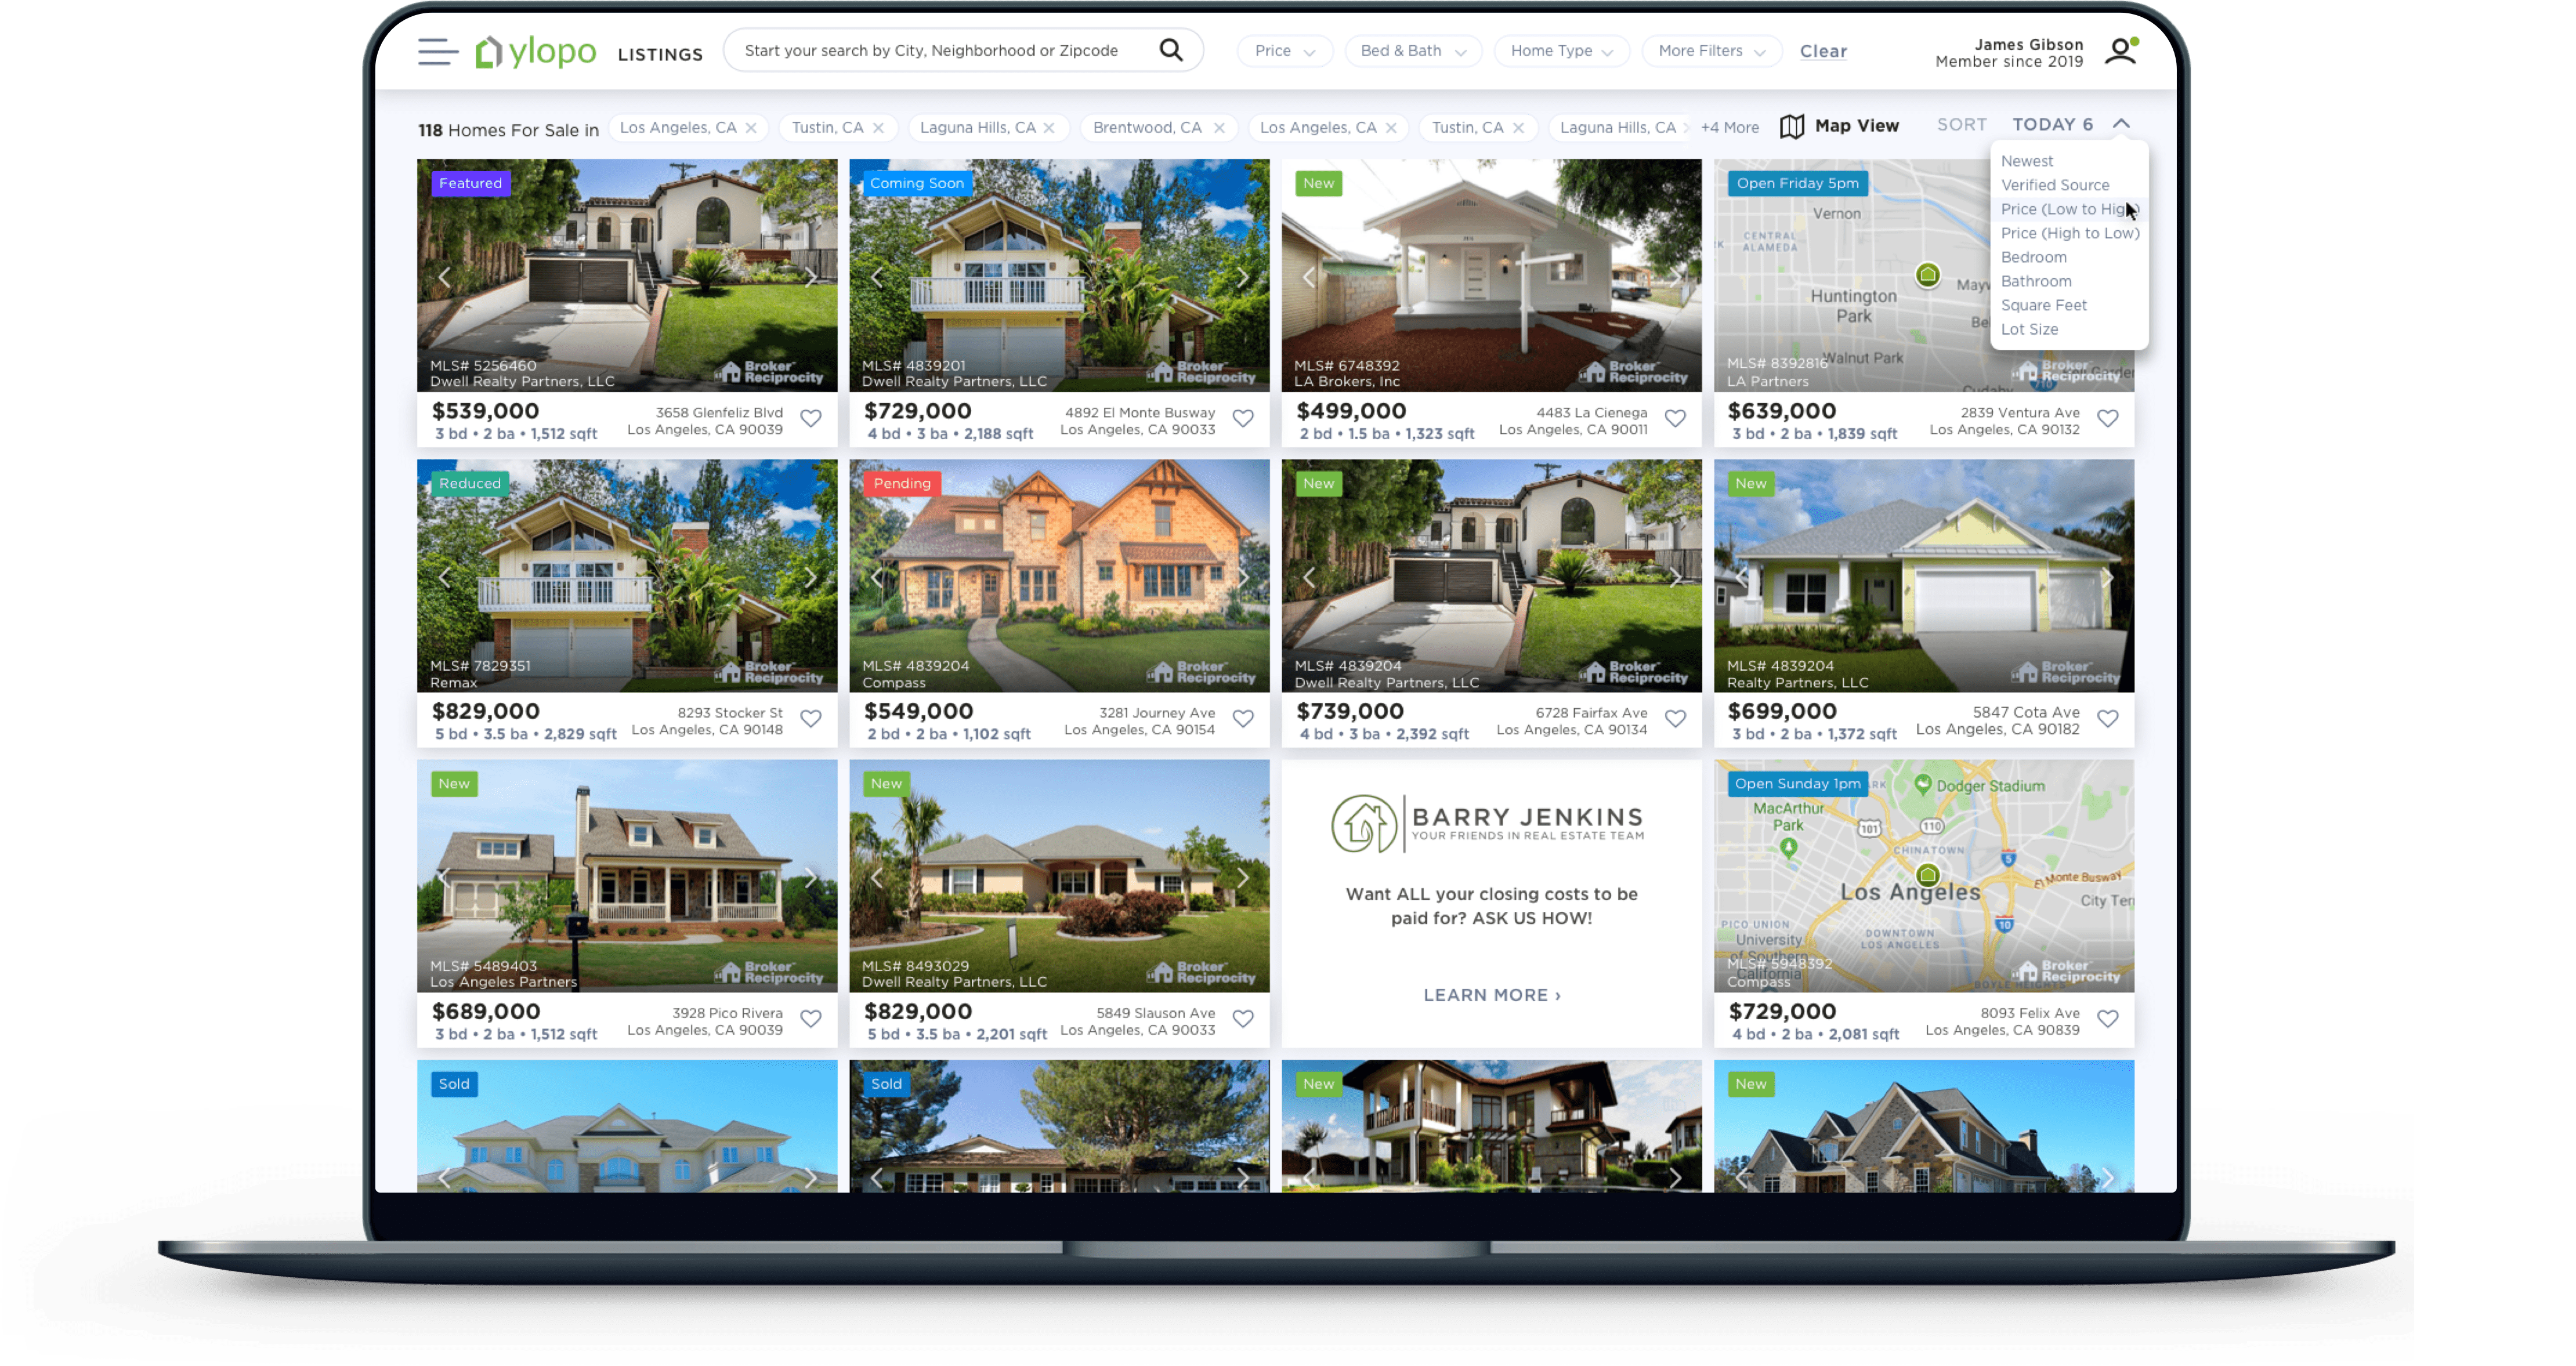 ylopo LISTINGS
Start your search by City, Neighborhood or Zipcode
Price
Bed & Bath
Home Type
More Filters
Clear
James Gibson
Member since 2019
118 Homes For Sale in
Los Angeles, CA
Tustin, CA
Laguna Hills, CA
Brentwood, CA
Los Angeles, CA
Tustin, CA
Laguna Hills, CA
+4 More
Map View
SORT
TODAY 6
Newest
Verified Source
Price (Low to High)
Price (High to Low)
Bedroom
Bathroom
Square Feet
Lot Size
Featured
MLS# 5256460
Dwell Realty Partners, LLC
Broker™
Reciprocity
$539,000
3 bd • 2 ba • 1,512 sqft
3658 Glenfeliz Blvd
Los Angeles, CA 90039
Coming Soon
MLS# 4839201
Dwell Realty Partners, LLC
Broker™
Reciprocity
$729,000
4 bd • 3 ba • 2,188 sqft
4892 El Monte Busway
Los Angeles, CA 90033
New
MLS# 6748392
LA Brokers, Inc
Broker™
Reciprocity
$499,000
2 bd • 1.5 ba • 1,323 sqft
4483 La Cienega
Los Angeles, CA 90011
Open Friday 5pm
Vernon
CENTRAL
ALAMEDA
Huntington
Park
Walnut Park
Cudahy
710
MLS# 8392816
LA Partners
Broker
Reciprocity
$639,000
3 bd • 2 ba • 1,839 sqft
2839 Ventura Ave
Los Angeles, CA 90132
Reduced
MLS# 7829351
Remax
Broker™
Reciprocity
$829,000
5 bd • 3.5 ba • 2,829 sqft
8293 Stocker St
Los Angeles, CA 90148
Pending
MLS# 4839204
Compass
Broker™
Reciprocity
$549,000
2 bd • 2 ba • 1,102 sqft
3281 Journey Ave
Los Angeles, CA 90154
New
MLS# 4839204
Dwell Realty Partners, LLC
Broker™
Reciprocity
$739,000
4 bd • 3 ba • 2,392 sqft
6728 Fairfax Ave
Los Angeles, CA 90134
New
MLS# 4839204
Realty Partners, LLC
Broker™
Reciprocity
$699,000
3 bd • 2 ba • 1,372 sqft
5847 Cota Ave
Los Angeles, CA 90182
New
MLS# 5489403
Los Angeles Partners
Broker™
Reciprocity
$689,000
3 bd • 2 ba • 1,512 sqft
3928 Pico Rivera
Los Angeles, CA 90039
New
MLS# 8493029
Dwell Realty Partners, LLC
Broker™
Reciprocity
$829,000
5 bd • 3.5 ba • 2,201 sqft
5849 Slauson Ave
Los Angeles, CA 90033
BARRY JENKINS
YOUR FRIENDS IN REAL ESTATE TEAM
Want ALL your closing costs to be
paid for? ASK US HOW!
LEARN MORE ›
Open Sunday 1pm
Dodger Stadium
MacArthur
Park
101
110
CHINATOWN
5
El Monte Busway
Los Angeles
City Ter
10
PICO UNION
DOWNTOWN
LOS ANGELES
University
of Southern
California
BOYLE HEIGHTS
MLS# 5948392
Compass
Broker™
Reciprocity
$729,000
4 bd • 2 ba • 2,081 sqft
8093 Felix Ave
Los Angeles, CA 90839
Sold
Sold
New
New